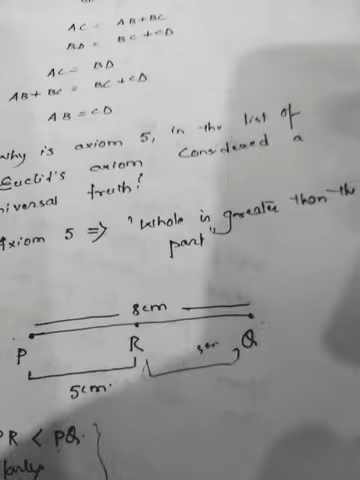 AC = AB + BC
BD = BC + CD
AC = BD
AB + BC = BC + CD
AB = CD
why is axiom 5, in the list of
Euclid's axiom considered a
niversal truth?
Axiom 5 => "Whole is greater than the
part"
8cm
P R Q
5cm.
PR < PQ.